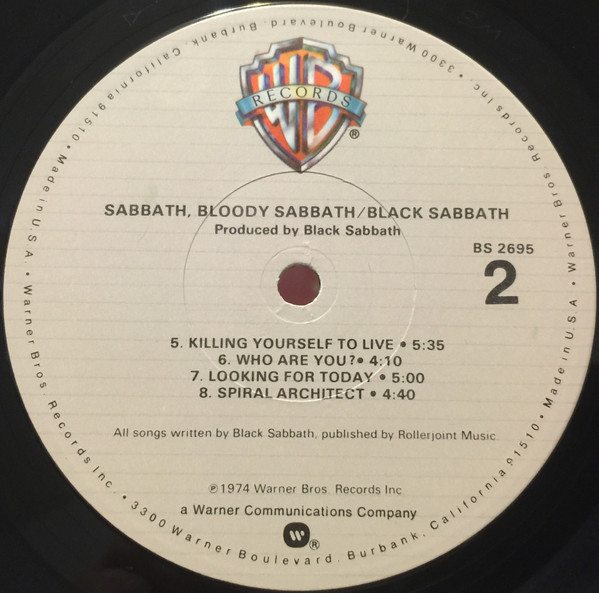 WB
RECORDS
®
SABBATH, BLOODY SABBATH/BLACK SABBATH
Produced by Black Sabbath
BS 2695
2
5. KILLING YOURSELF TO LIVE • 5:35
6. WHO ARE YOU?• 4:10
7. LOOKING FOR TODAY • 5:00
8. SPIRAL ARCHITECT • 4:40
All songs written by Black Sabbath, published by Rollerjoint Music
℗1974 Warner Bros. Records Inc
a Warner Communications Company
®
3300 Warner Boulevard, Burbank, California 91510 • Made in U.S.A. • Warner Bros. Records Inc. • 3300 Warner Boulevard, Burbank, California 91510 • Made in U.S.A. • Warner Bros. Records Inc. •